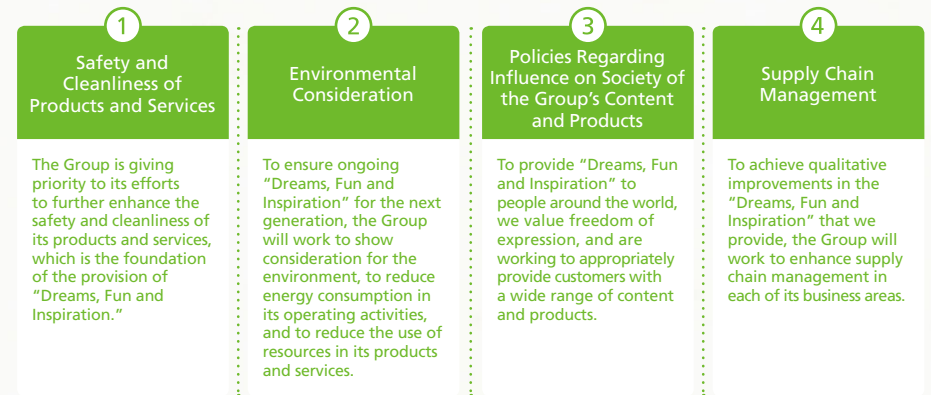 1
Safety and
Cleanliness of
Products and Services
The Group is giving
priority to its efforts
to further enhance the
safety and cleanliness of
its products and services,
which is the foundation
of the provision of
“Dreams, Fun and
Inspiration.”
2
Environmental
Consideration
To ensure ongoing
“Dreams, Fun and
Inspiration” for the next
generation, the Group
will work to show
consideration for the
environment, to reduce
energy consumption in
its operating activities,
and to reduce the use of
resources in its products
and services.
3
Policies Regarding
Influence on Society of
the Group’s Content
and Products
To provide “Dreams, Fun
and Inspiration” to
people around the world,
we value freedom of
expression, and are
working to appropriately
provide customers with
a wide range of content
and products.
4
Supply Chain
Management
To achieve qualitative
improvements in the
“Dreams, Fun and
Inspiration” that we
provide, the Group will
work to enhance supply
chain management in
each of its business areas.